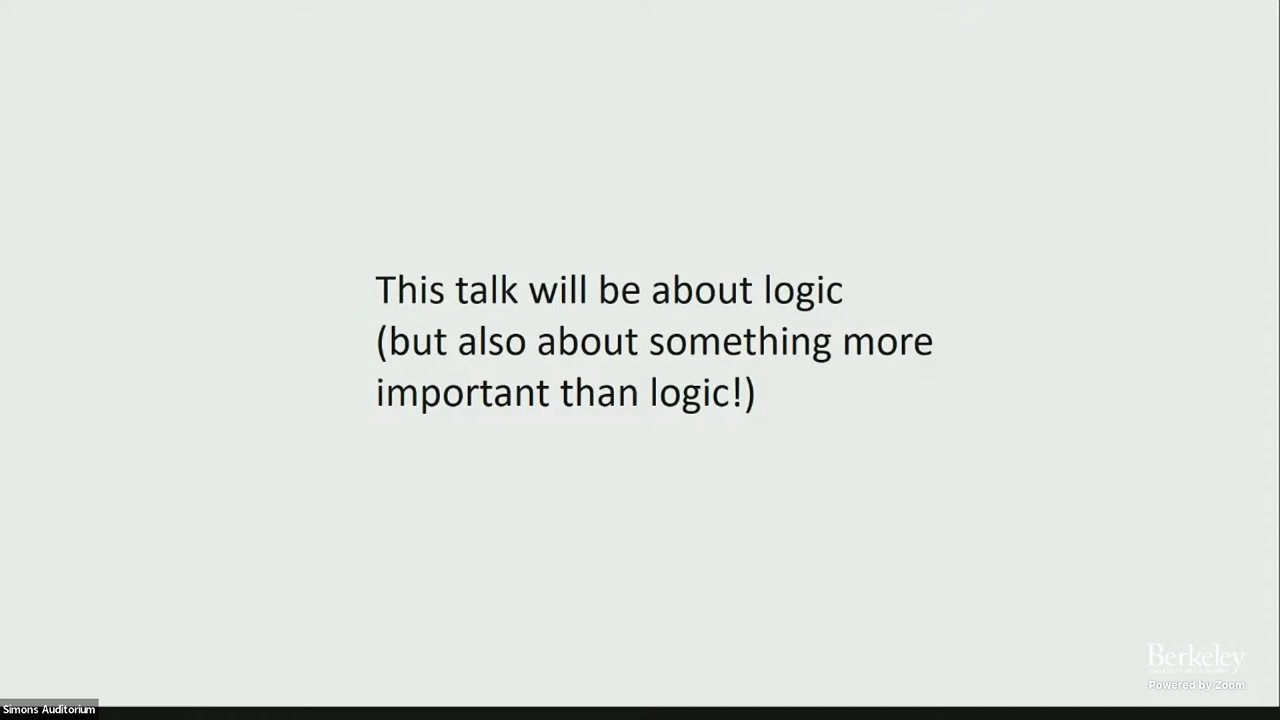 This talk will be about logic
(but also about something more
important than logic!)
Berkeley
Powered by Zoom
Simons Auditorium